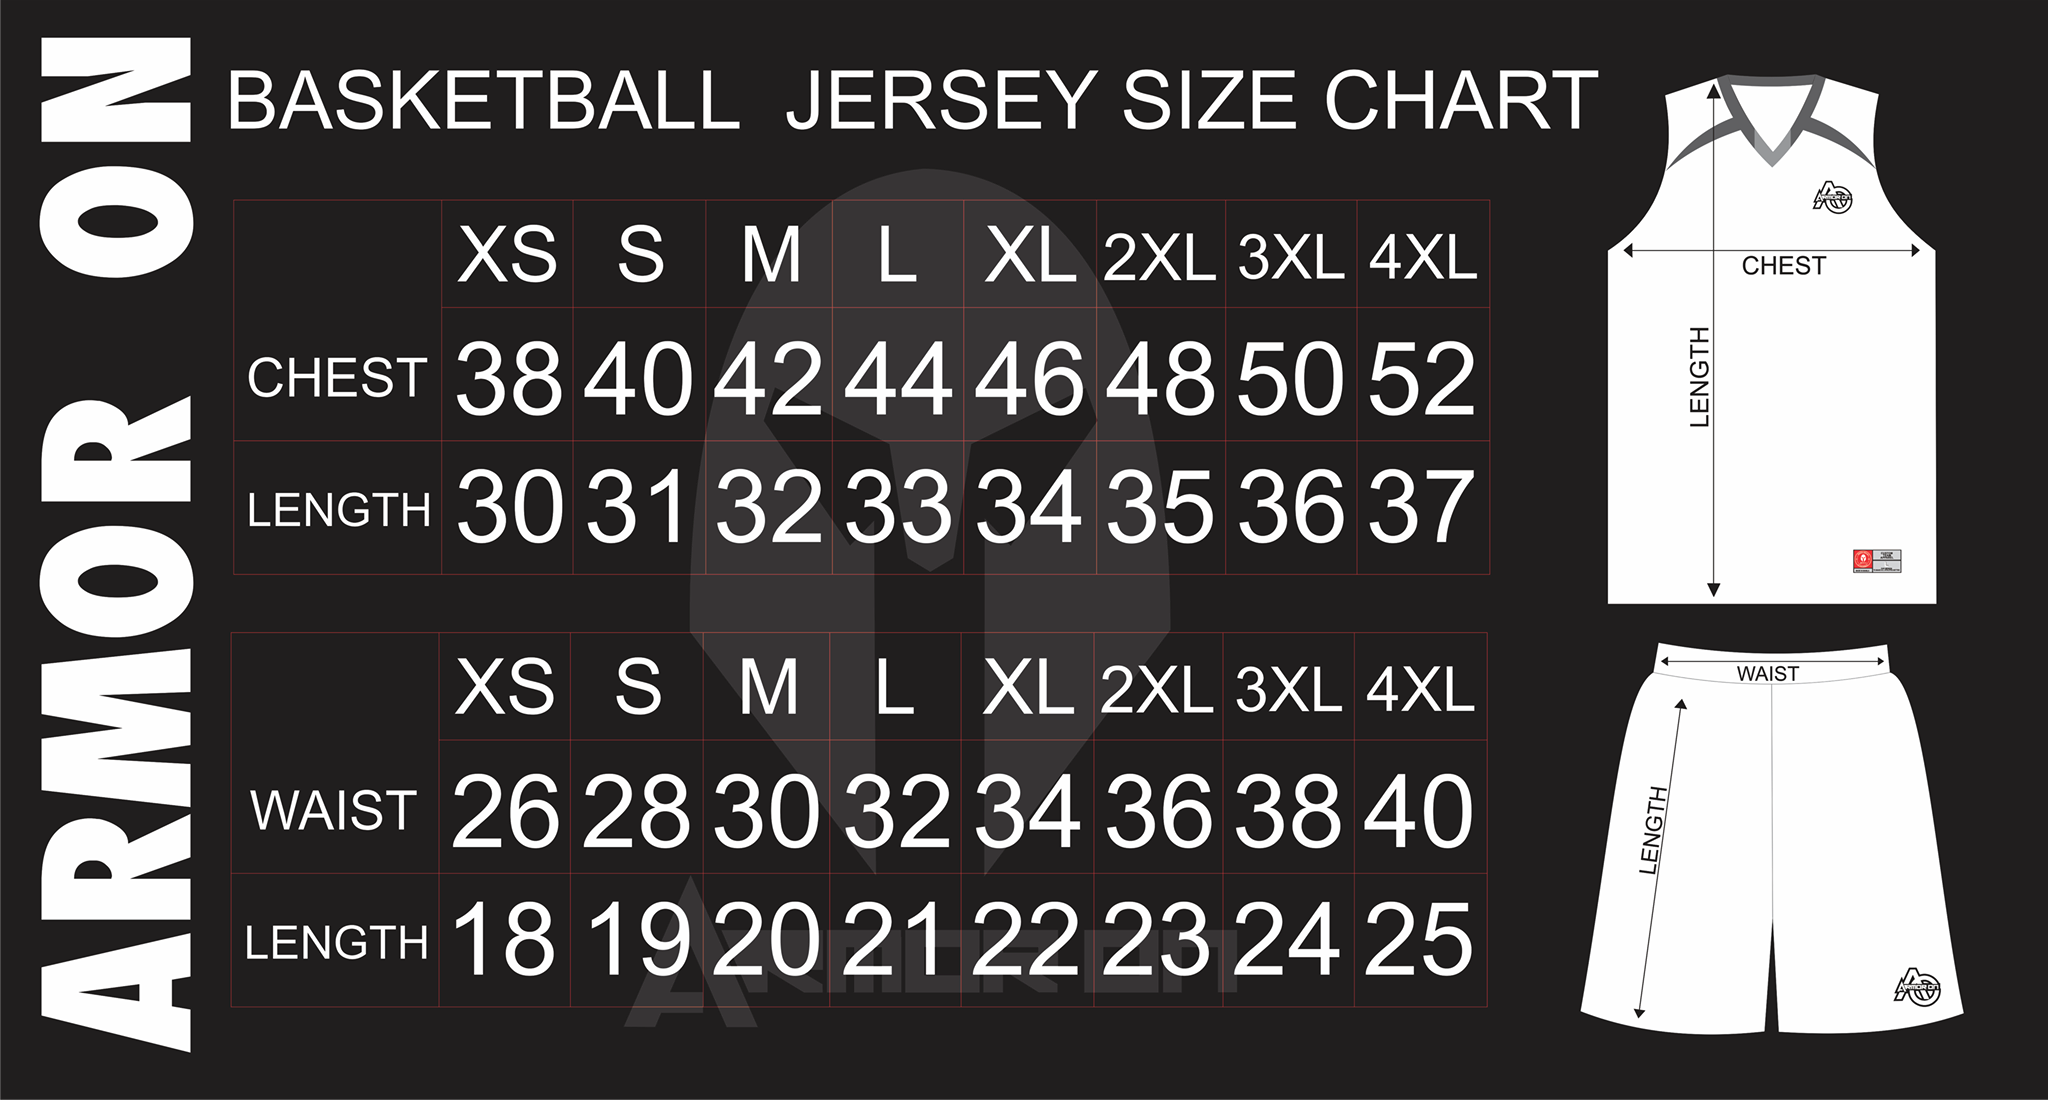 ARMOR ON
BASKETBALL JERSEY SIZE CHART
XS S M L XL 2XL 3XL 4XL
CHEST 38 40 42 44 46 48 50 52
LENGTH 30 31 32 33 34 35 36 37
XS S M L XL 2XL 3XL 4XL
WAIST 26 28 30 32 34 36 38 40
LENGTH 18 19 20 21 22 23 24 25
ARMOR ON
ARMOR ON
CHEST
LENGTH
WAIST
LENGTH
ARMOR ON